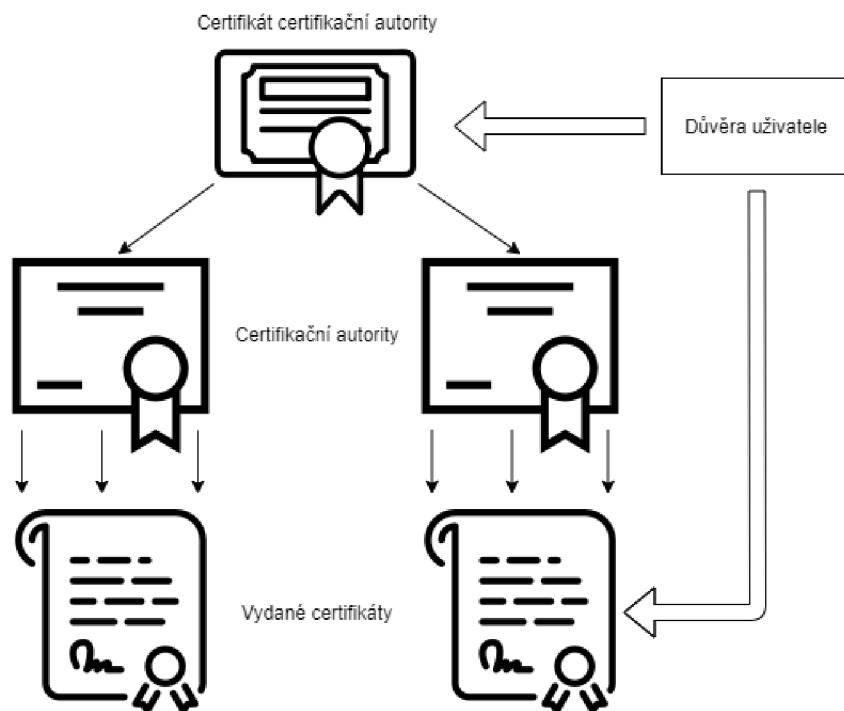 Certifikát certifikační autority
Důvěra uživatele
Certifikační autority
Vydané certifikáty